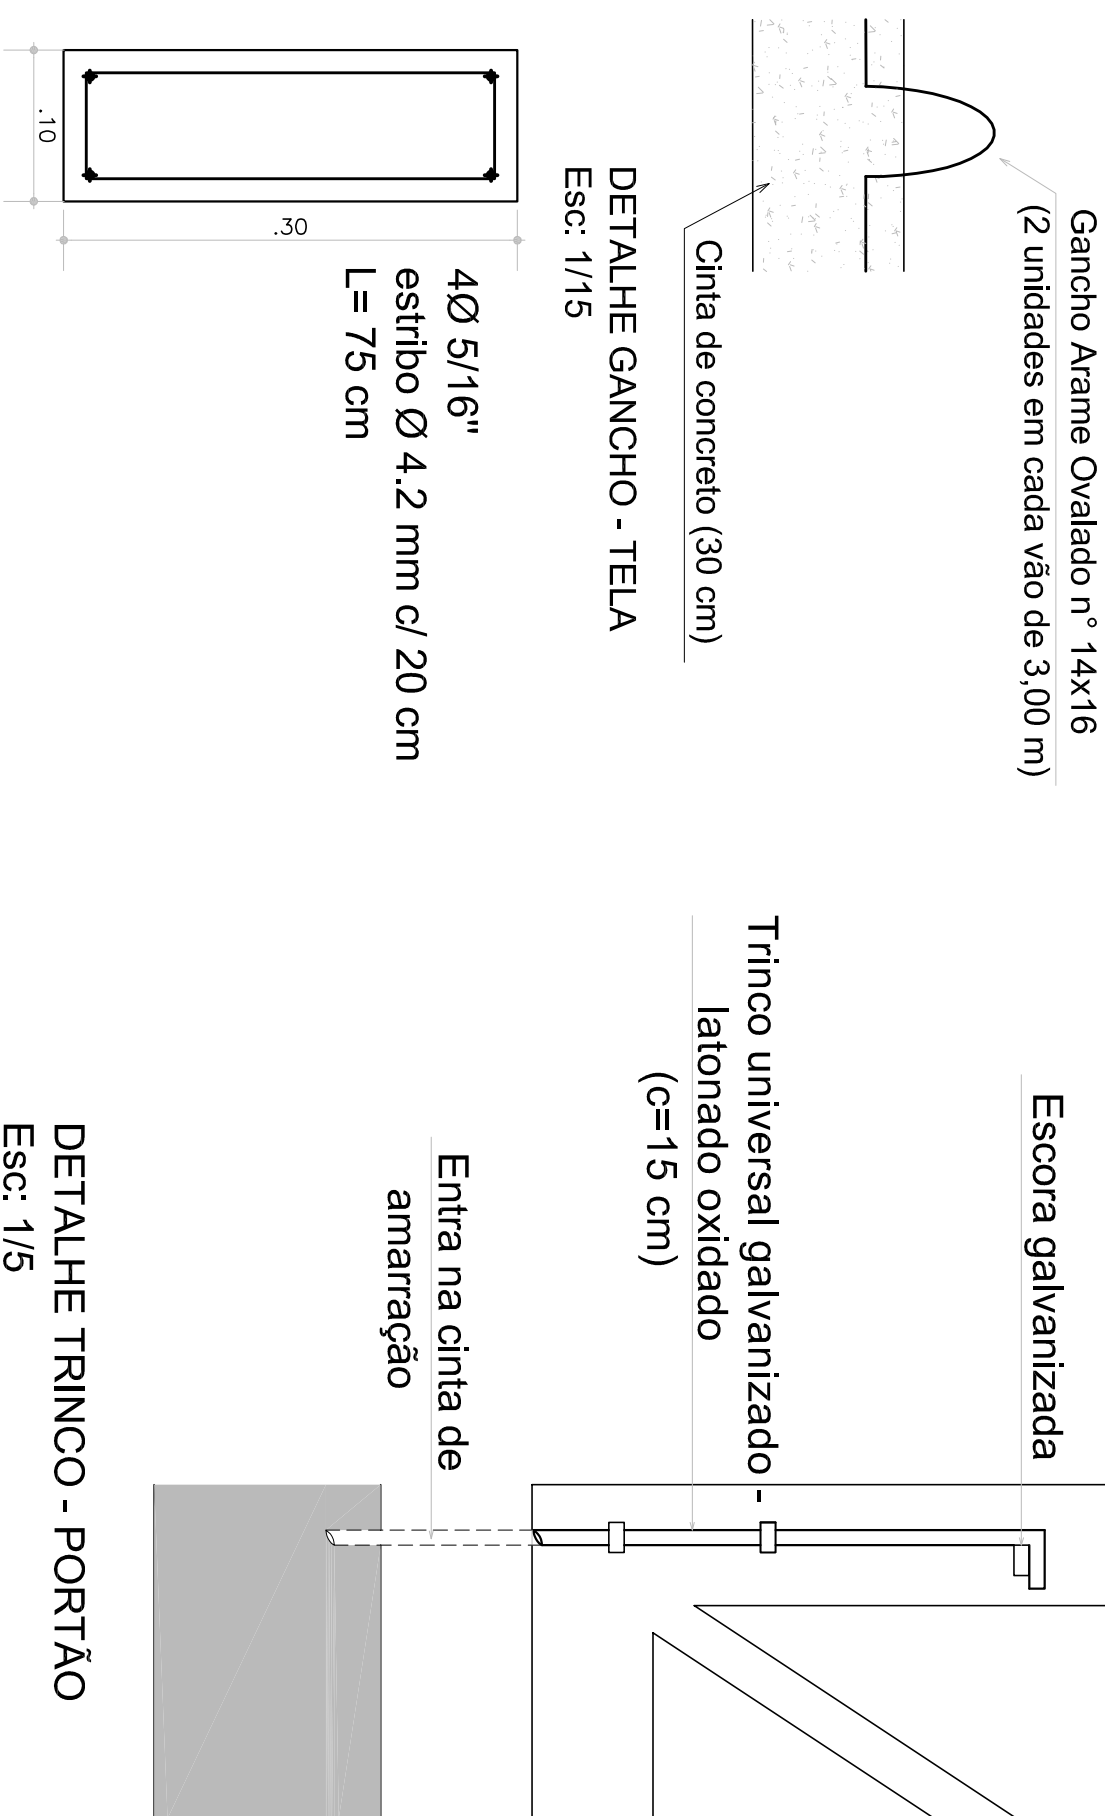 Gancho Arame Ovalado n° 14x16
(2 unidades em cada vão de 3,00 m)
Cinta de concreto (30 cm)
DETALHE GANCHO - TELA
Esc: 1/15
4Ø 5/16"
estribo Ø 4.2 mm c/ 20 cm
L= 75 cm
.30
.10
Escora galvanizada
Trinco universal galvanizado -
latonado oxidado
(c=15 cm)
Entra na cinta de
amarração
DETALHE TRINCO - PORTÃO
Esc: 1/5